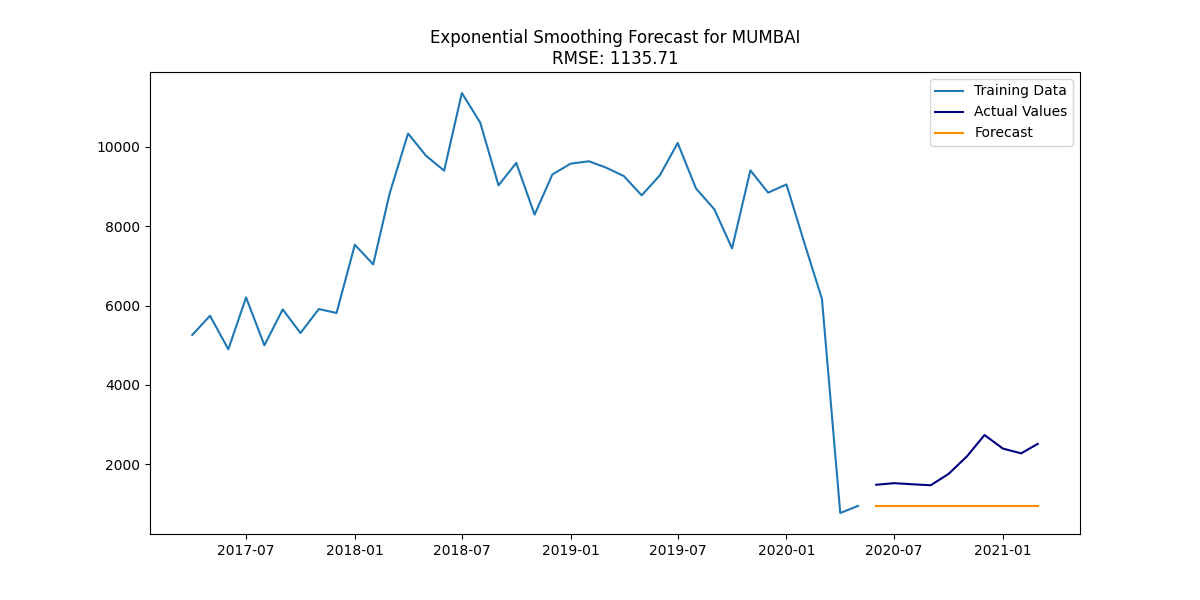 Exponential Smoothing Forecast for MUMBAI
RMSE: 1135.71
Training Data
Actual Values
Forecast
10000
8000
6000
4000
2000
2017-07
2018-01
2018-07
2019-01
2019-07
2020-01
2020-07
2021-01